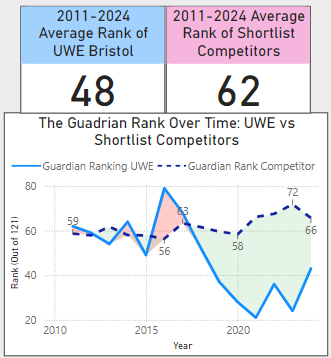 2011-2024
Average Rank of
UWE Bristol
48
2011-2024 Average
Rank of Shortlist
Competitors
62
The Guadrian Rank Over Time: UWE vs
Shortlist Competitors
Guardian Ranking UWE
Guardian Rank Competitor
Rank (Our of 121)
80
60
40
20
59
56
63
58
72
66
2010
2015
2020
Year